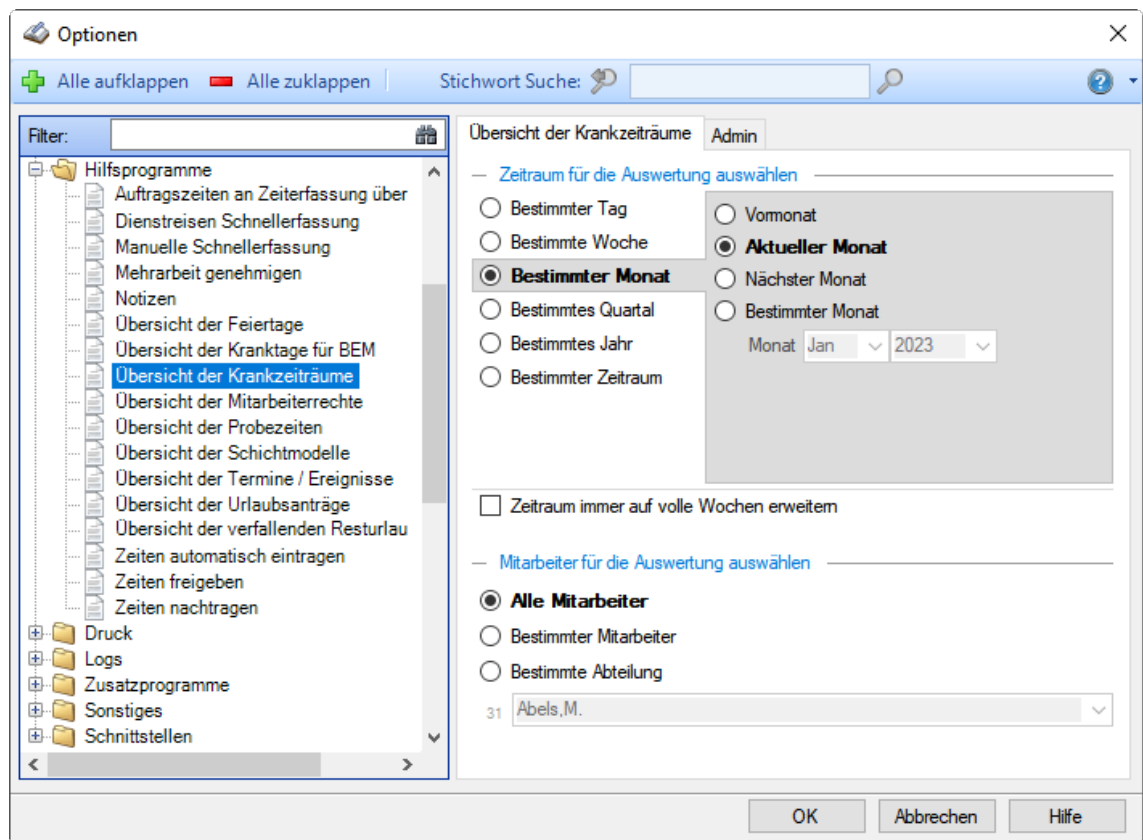 Optionen
Alle aufklappen Alle zuklappen Stichwort Suche:
Filter:
Hilfsprogramme
Auftragszeiten an Zeiterfassung über
Dienstreisen Schnellerfassung
Manuelle Schnellerfassung
Mehrarbeit genehmigen
Notizen
Übersicht der Feiertage
Übersicht der Kranktage für BEM
Übersicht der Krankzeiträume
Übersicht der Mitarbeiterrechte
Übersicht der Probezeiten
Übersicht der Schichtmodelle
Übersicht der Termine / Ereignisse
Übersicht der Urlaubsanträge
Übersicht der verfallenden Resturlau
Zeiten automatisch eintragen
Zeiten freigeben
Zeiten nachtragen
Druck
Logs
Zusatzprogramme
Sonstiges
Schnittstellen
Übersicht der Krankzeiträume Admin
Zeitraum für die Auswertung auswählen
Bestimmter Tag
Bestimmte Woche
Bestimmter Monat
Bestimmtes Quartal
Bestimmtes Jahr
Bestimmter Zeitraum
Vormonat
Aktueller Monat
Nächster Monat
Bestimmter Monat
Monat Jan 2023
Zeitraum immer auf volle Wochen erweitern
Mitarbeiter für die Auswertung auswählen
Alle Mitarbeiter
Bestimmter Mitarbeiter
Bestimmte Abteilung
31 Abels,M.
OK Abbrechen Hilfe